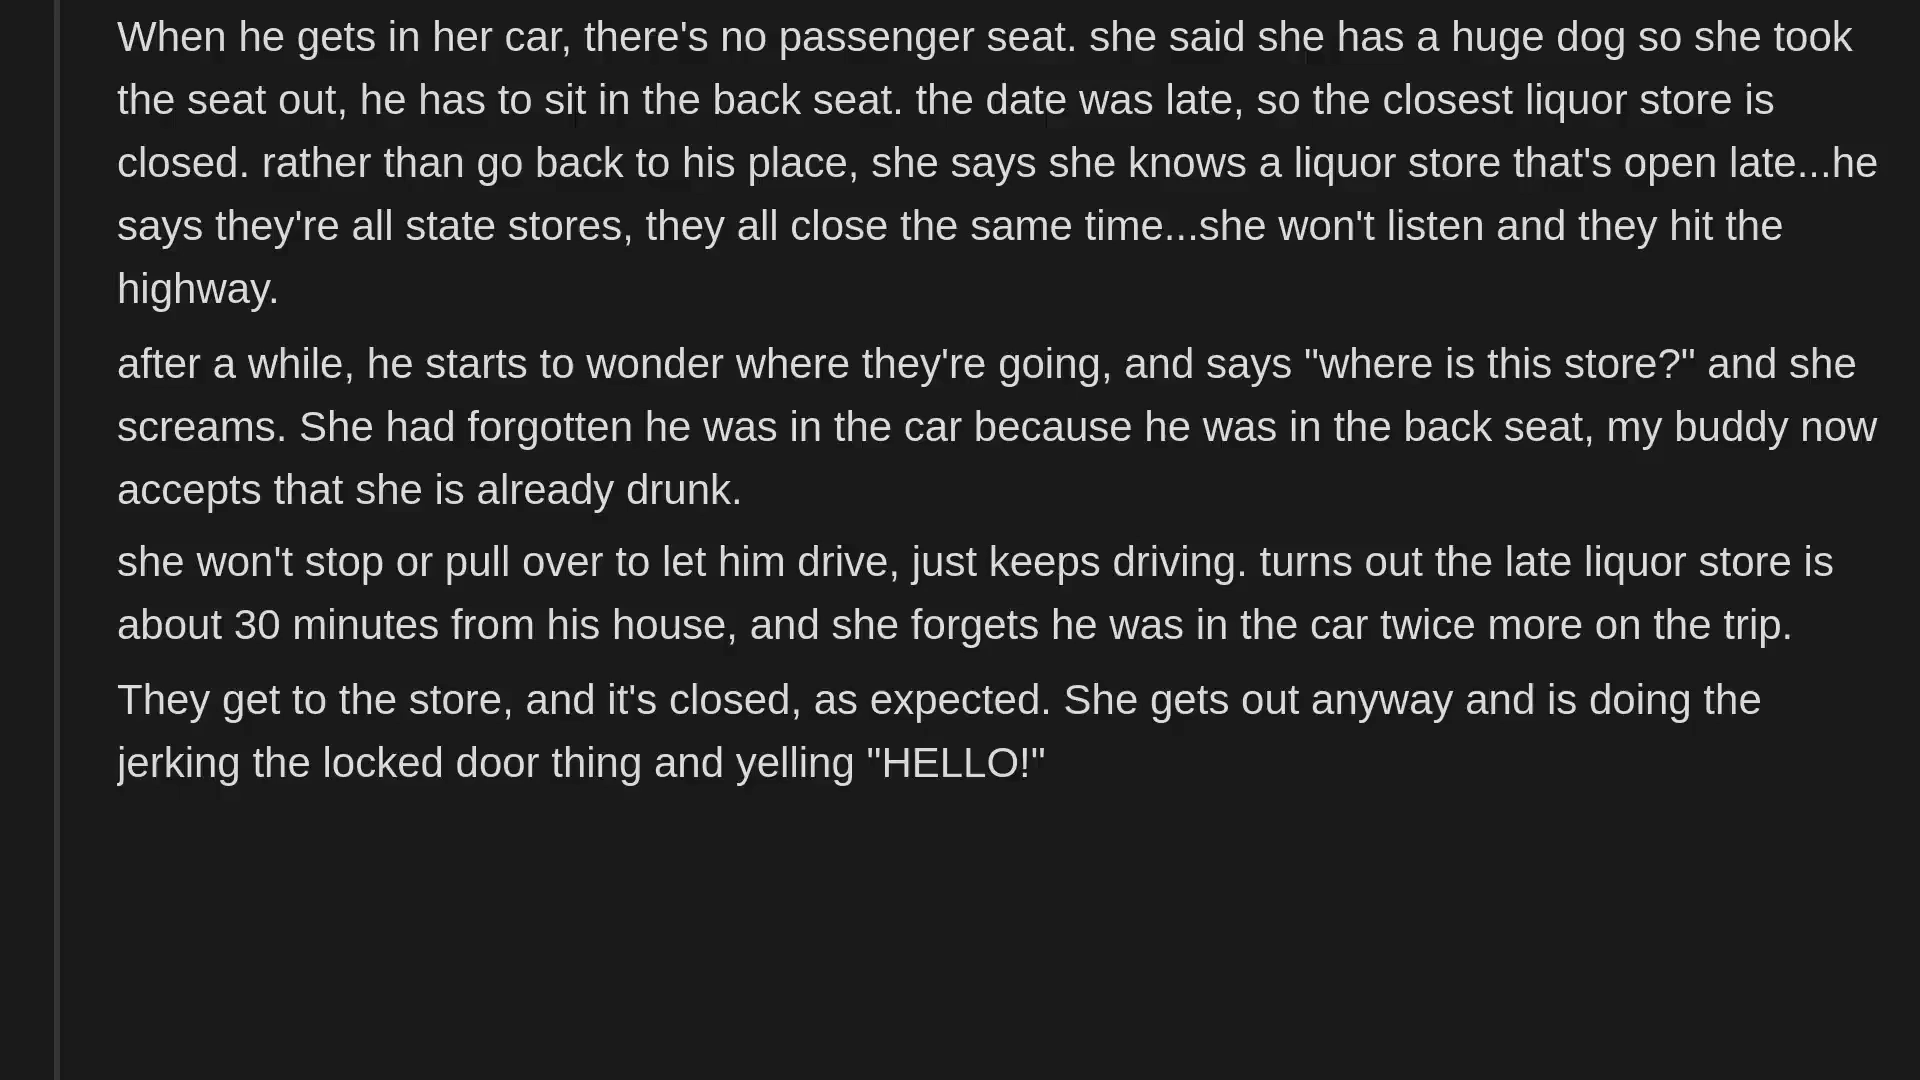 When he gets in her car, there's no passenger seat. she said she has a huge dog so she took
the seat out, he has to sit in the back seat. the date was late, so the closest liquor store is
closed. rather than go back to his place, she says she knows a liquor store that's open late...he
says they're all state stores, they all close the same time...she won't listen and they hit the
highway.
after a while, he starts to wonder where they're going, and says "where is this store?" and she
screams. She had forgotten he was in the car because he was in the back seat, my buddy now
accepts that she is already drunk.
she won't stop or pull over to let him drive, just keeps driving. turns out the late liquor store is
about 30 minutes from his house, and she forgets he was in the car twice more on the trip.
They get to the store, and it's closed, as expected. She gets out anyway and is doing the
jerking the locked door thing and yelling "HELLO!"